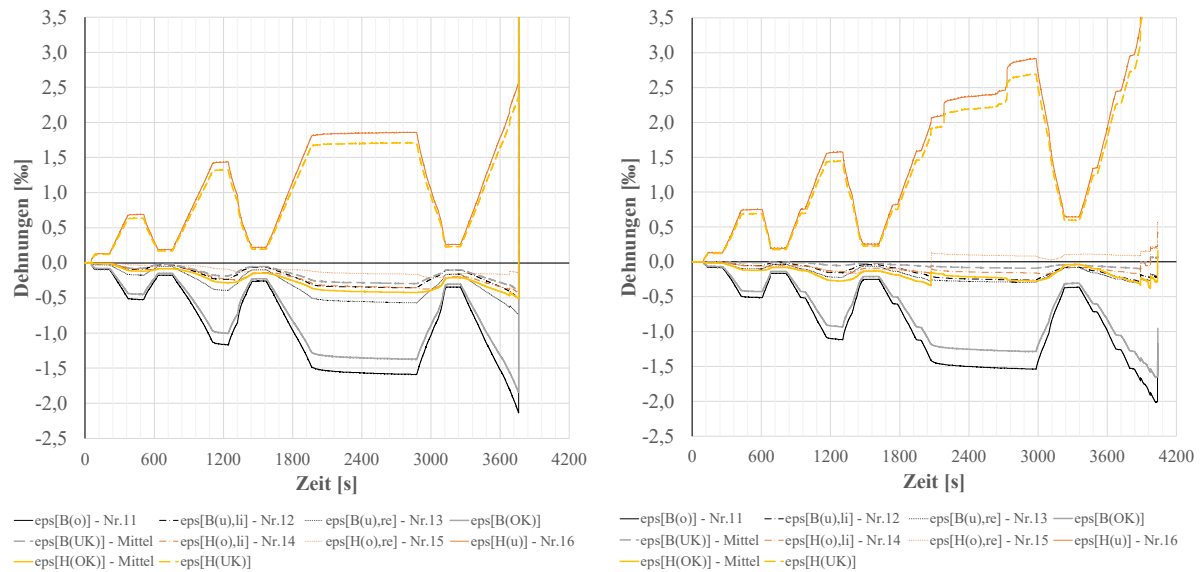 3,5
3,0
2,5
2,0
1,5
1,0
0,5
0,0
-0,5
-1,0
-1,5
-2,0
-2,5
Dehnungen [‰]
0 600 1200 1800 2400 3000 3600 4200
Zeit [s]
eps[B(o)] - Nr.11 eps[B(u),li] - Nr.12 eps[B(u),re] - Nr.13 eps[B(OK)]
eps[B(UK)] - Mittel eps[H(o),li] - Nr.14 eps[H(o),re] - Nr.15 eps[H(u)] - Nr.16
eps[H(OK)] - Mittel eps[H(UK)]
3,5
3,0
2,5
2,0
1,5
1,0
0,5
0,0
-0,5
-1,0
-1,5
-2,0
-2,5
Dehnungen [‰]
0 600 1200 1800 2400 3000 3600 4200
Zeit [s]
eps[B(o)] - Nr.11 eps[B(u),li] - Nr.12 eps[B(u),re] - Nr.13 eps[B(OK)]
eps[B(UK)] - Mittel eps[H(o),li] - Nr.14 eps[H(o),re] - Nr.15 eps[H(u)] - Nr.16
eps[H(OK)] - Mittel eps[H(UK)]